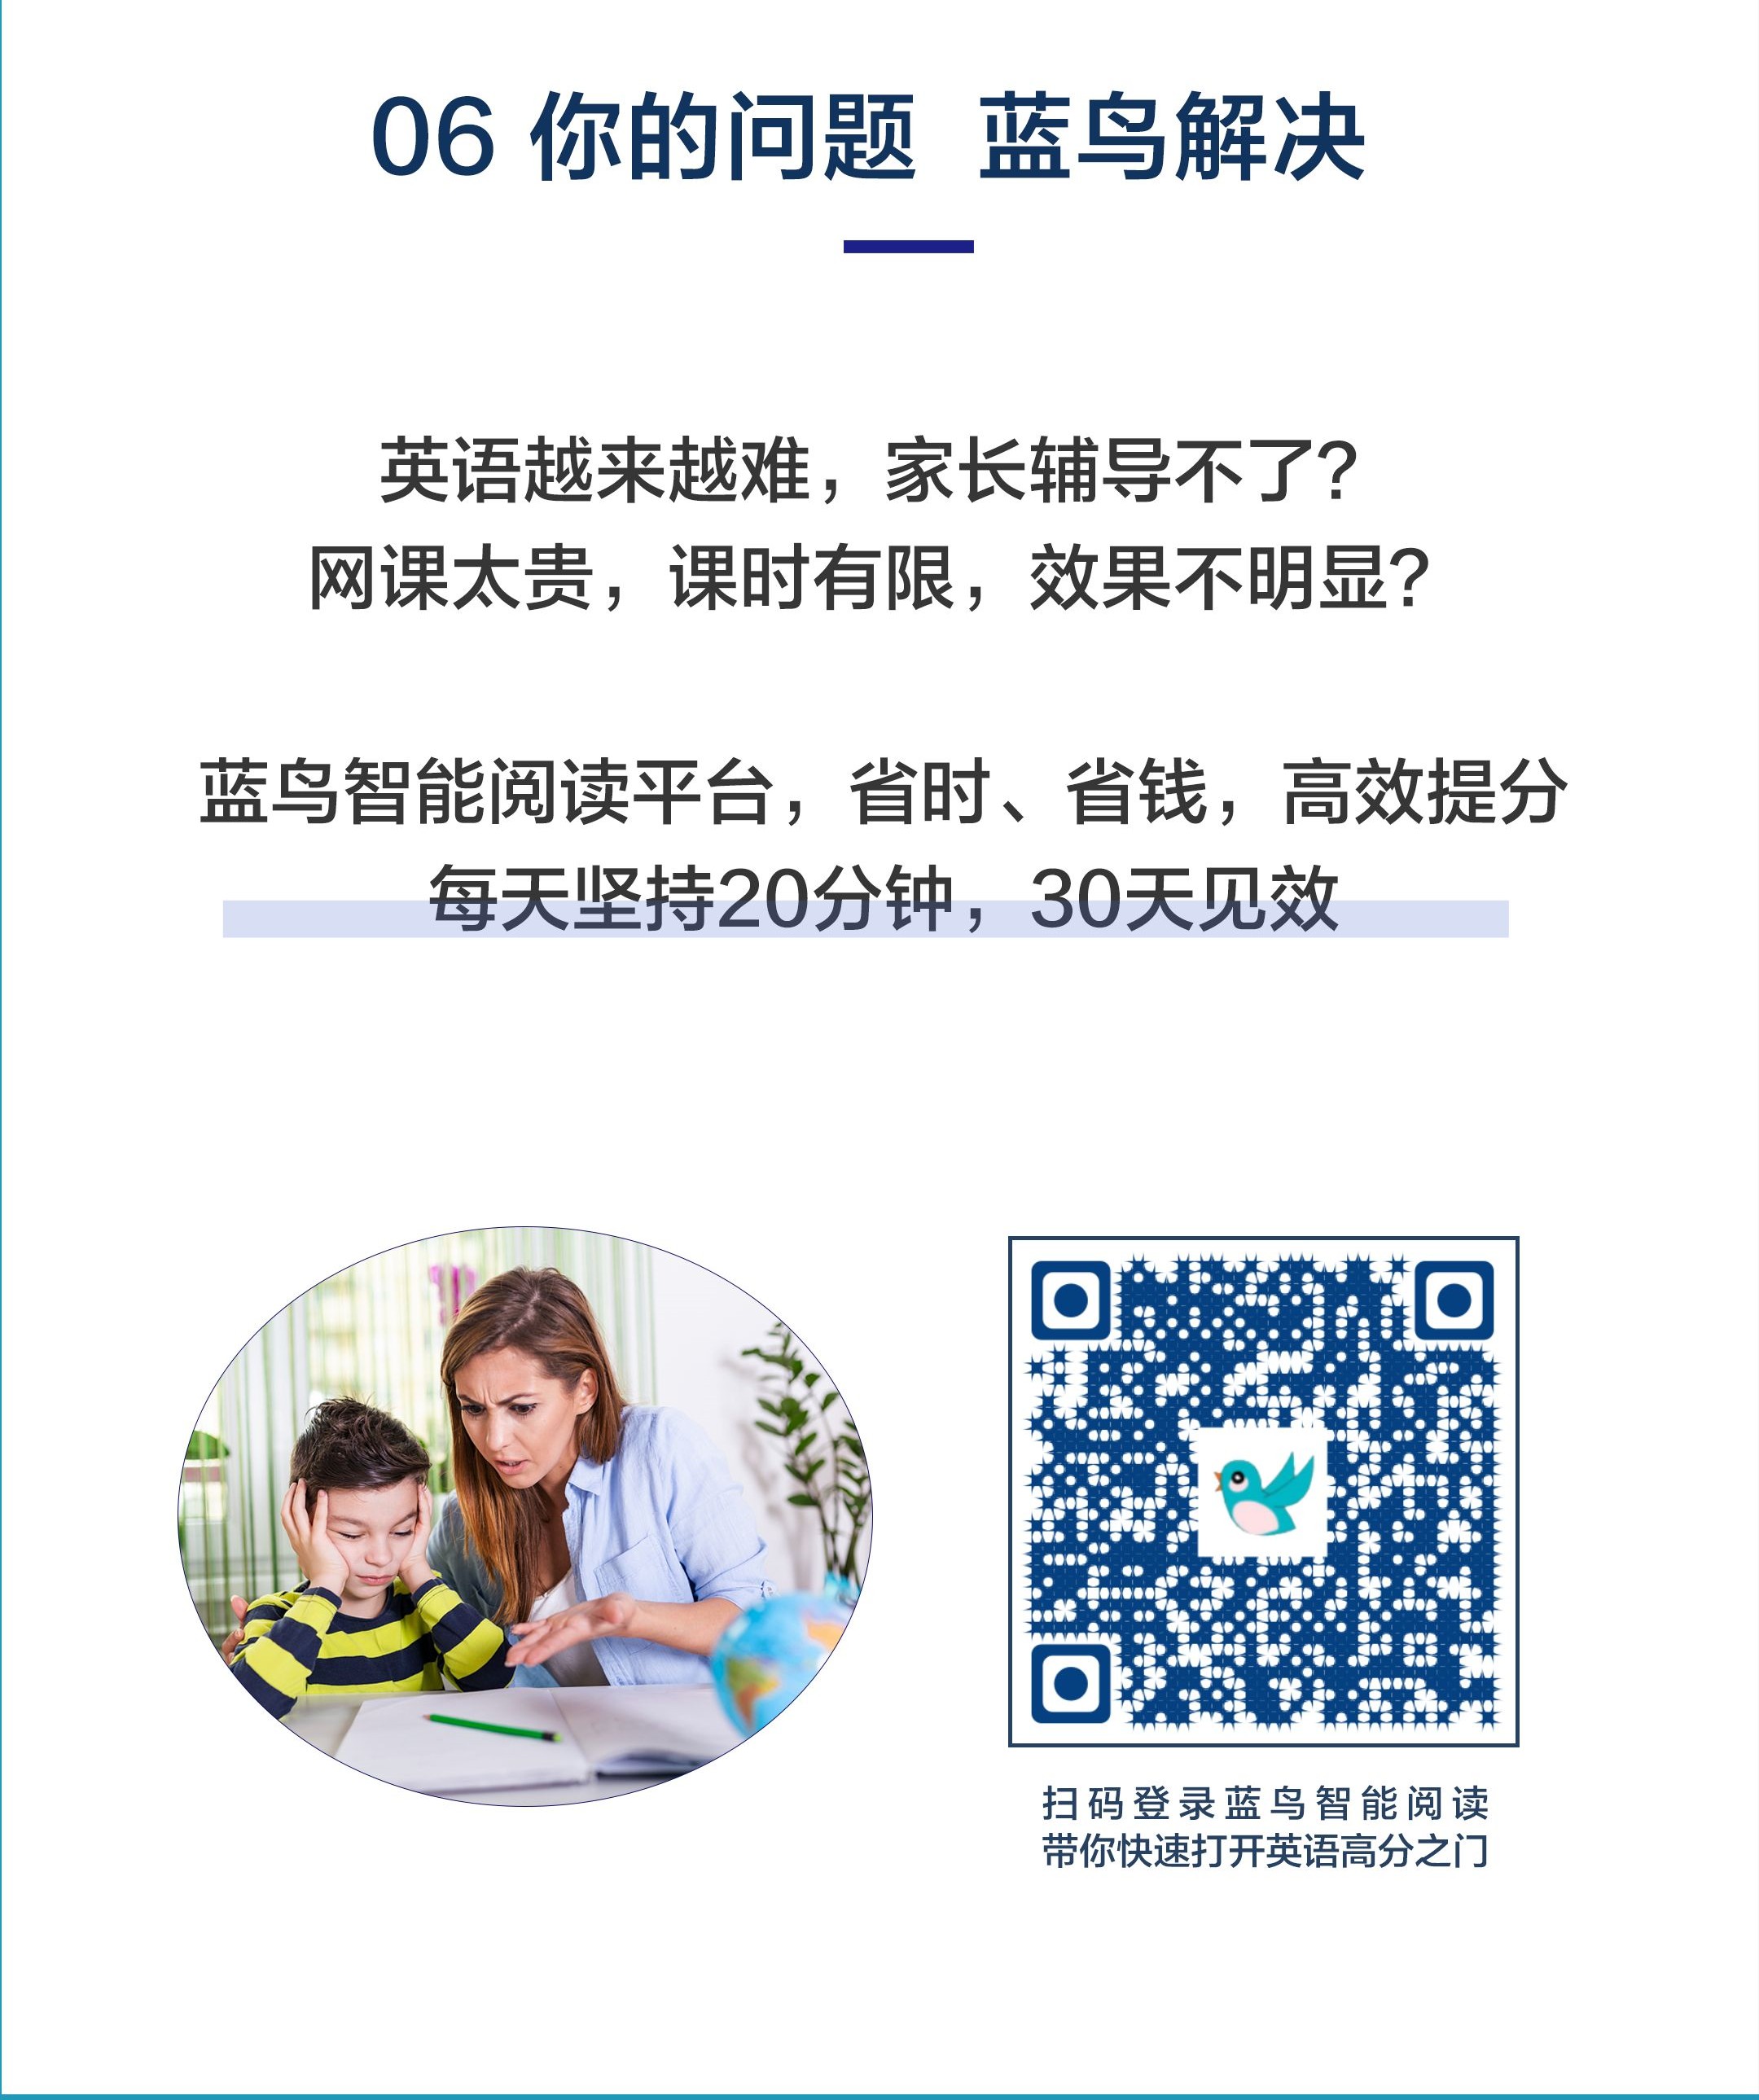 06 你的问题 蓝鸟解决
英语越来越难，家长辅导不了?
网课太贵，课时有限，效果不明显?
蓝鸟智能阅读平台，省时、省钱，高效提分
每天坚持20分钟，30天见效
扫码登录蓝鸟智能阅读
带你快速打开英语高分之门